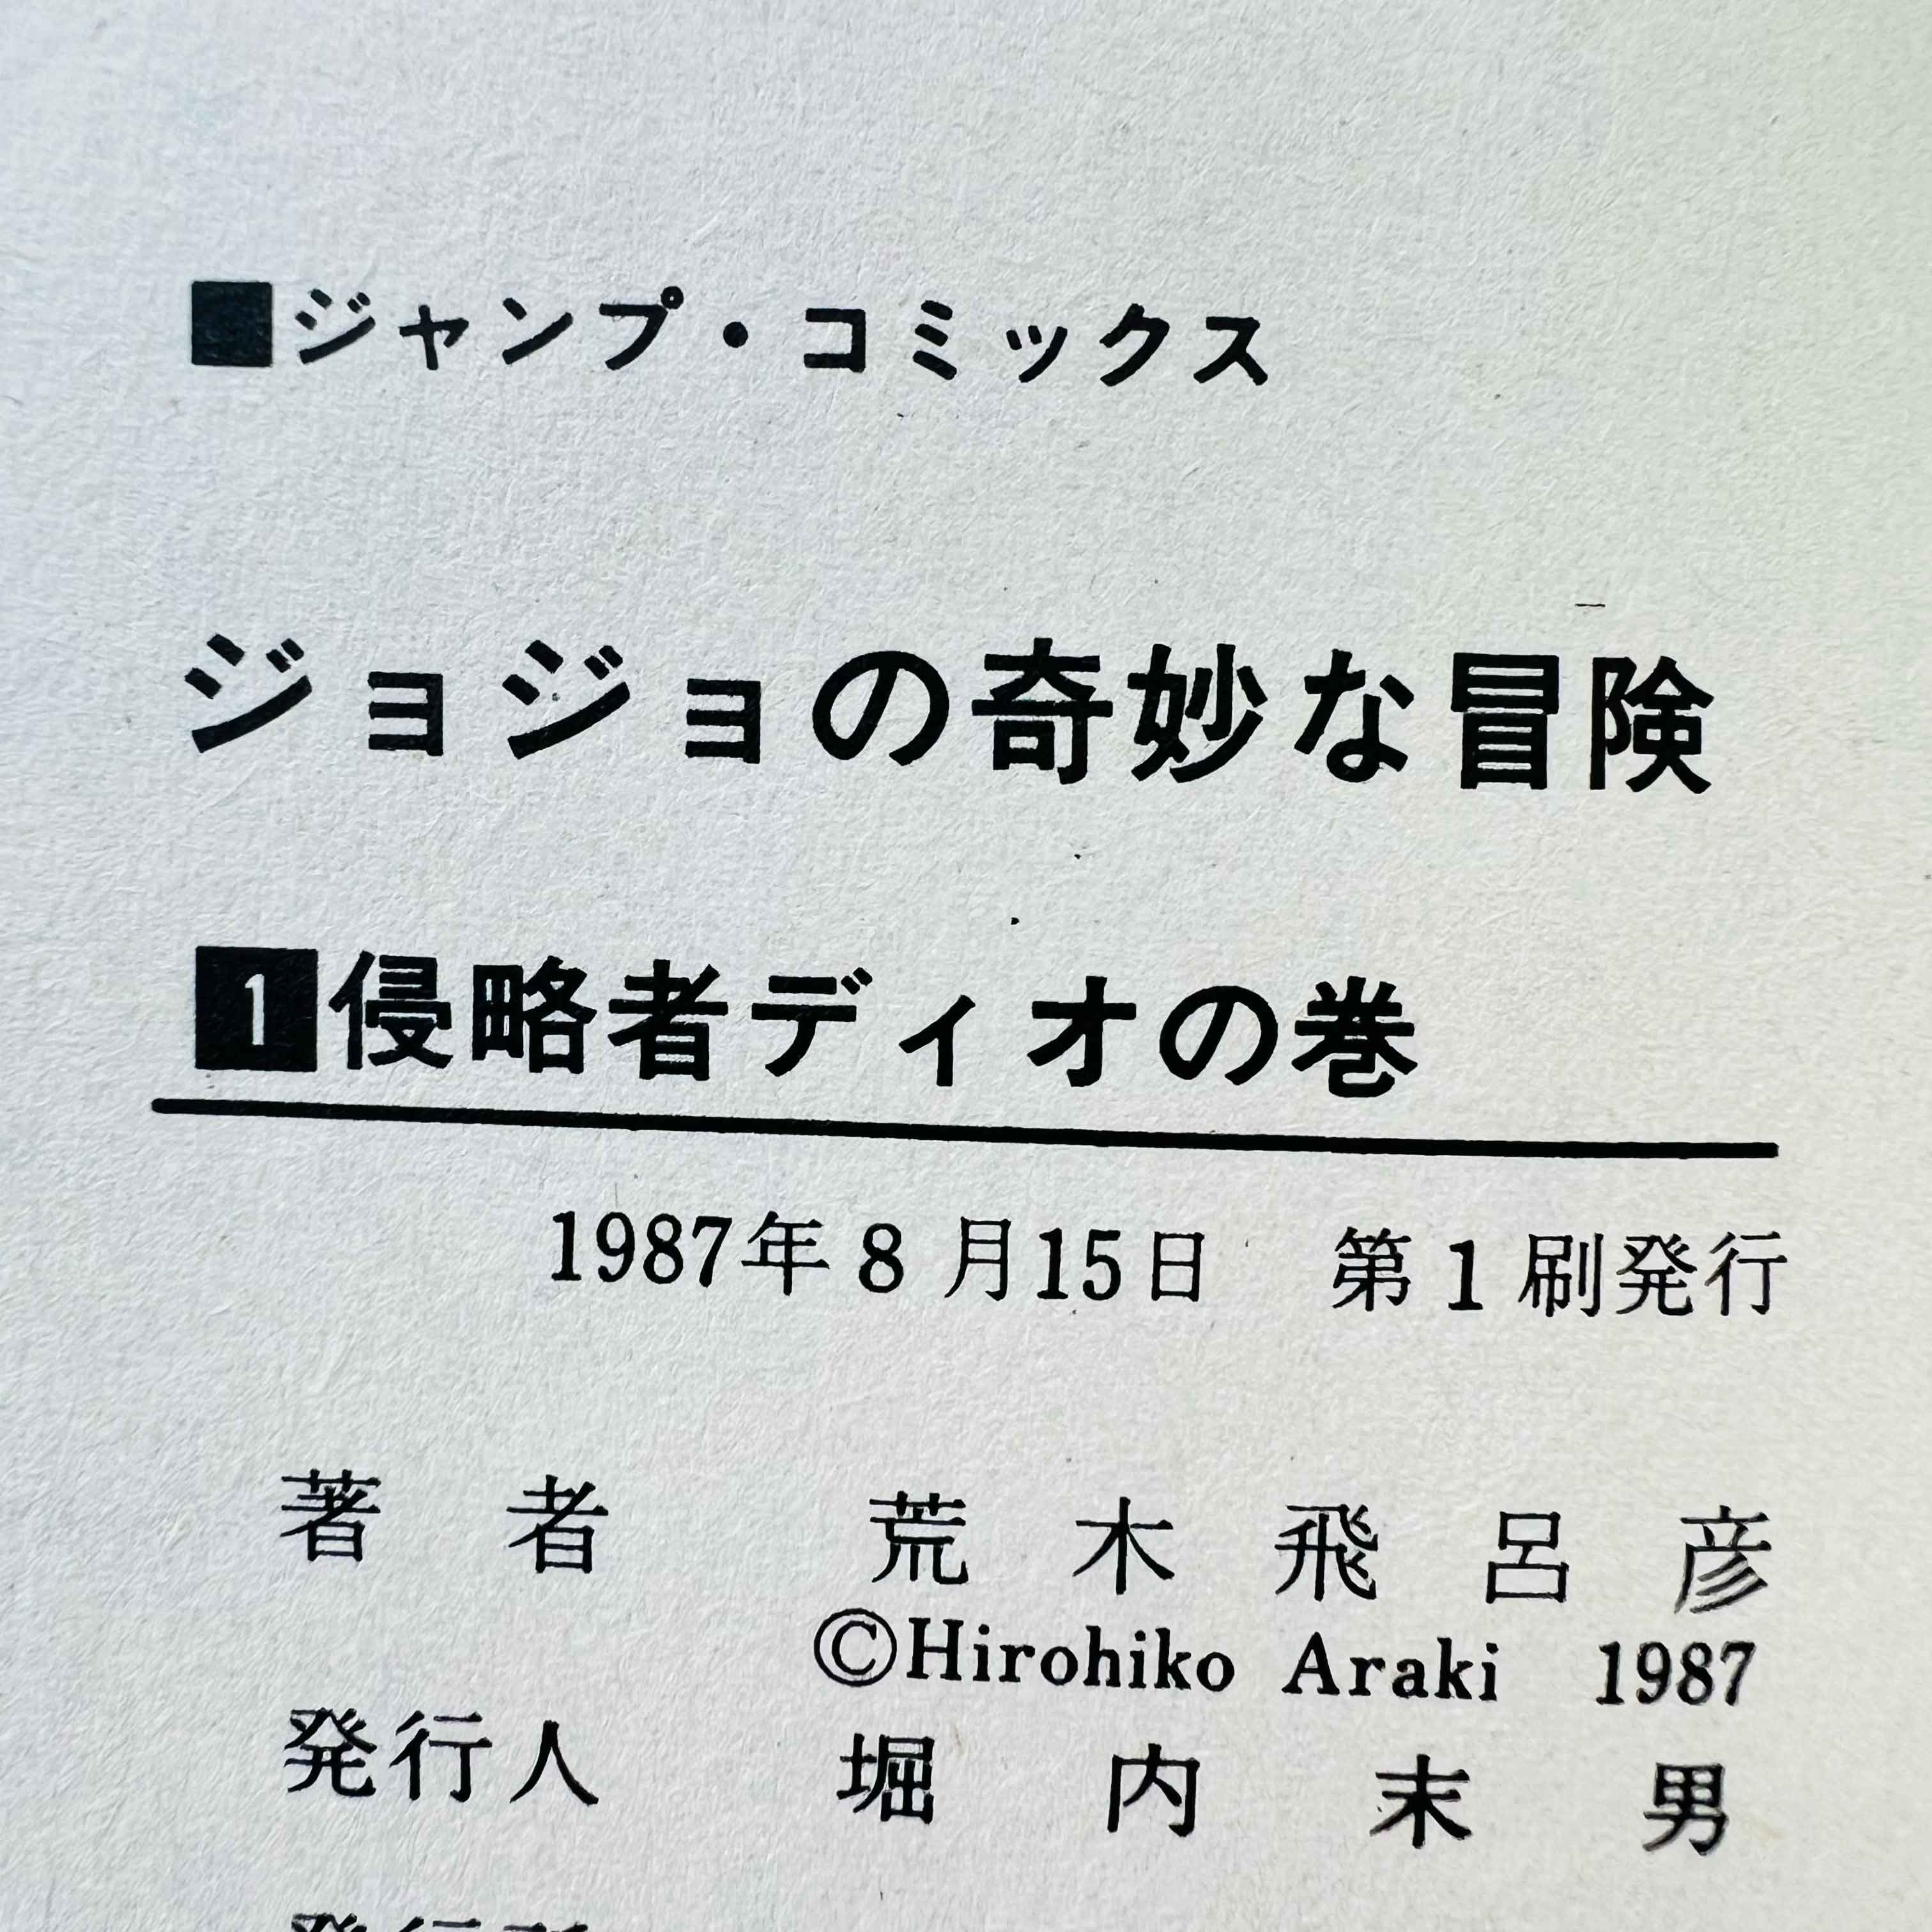 ■ジャンプ・コミックス
ジョジョの奇妙な冒険
1侵略者ディオの巻
1987年8月15日 第1刷発行
著者 荒木飛呂彦
©Hirohiko Araki 1987
発行人 堀内末男